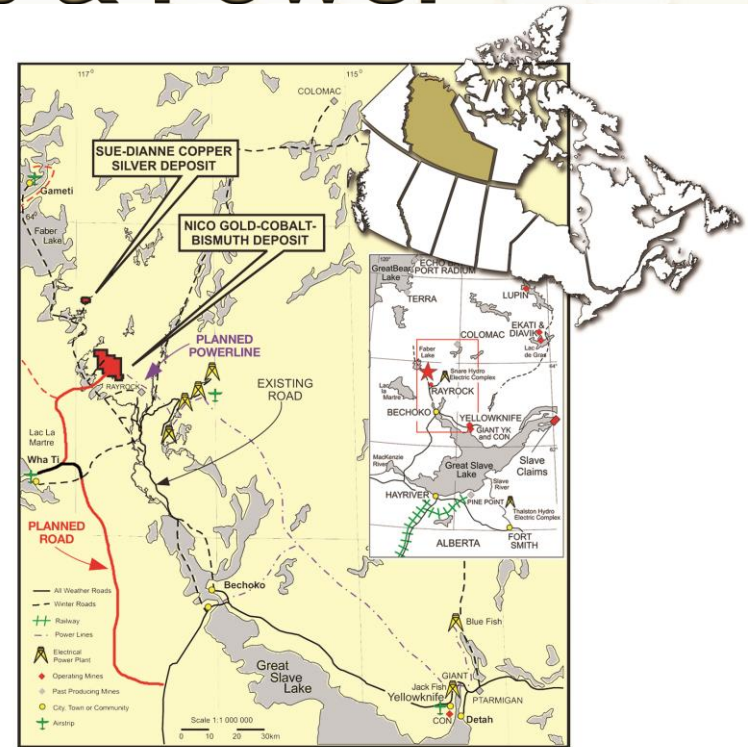 & Power
117°
115°
COLOMAC
SUE-DIANNE COPPER
SILVER DEPOSIT
Gameti
64°
Faber
Lake
NICO GOLD-COBALT-
BISMUTH DEPOSIT
PLANNED
POWERLINE
RAYROCK
EXISTING
ROAD
Lac La
Martre
Wha Ti
PLANNED
ROAD
Bechoko
All Weather Roads
Winter Roads
Railway
Power Lines
Electrical
Power Plant
Operating Mines
Past Producing Mines
City, Town or Community
Airstrip
Great
Slave
Lake
Scale 1:1 000 000
0 10 20 30km
Blue Fish
GIANT
Jack Fish
Yellowknife
PTARMIGAN
CON
Detah
GreatBear
Lake
ECHO
PORT RADIUM
TERRA
LUPIN
COLOMAC
EKATI &
DIAVIK
Lac
de Gras
Faber
Lake
64°
Snare Hydro
Electric Complex
Lac
la
Martre
RAYROCK
BECHOKO
YELLOWKNIFE
GIANT YK
and CON
62°
MacKenzie
River
Great Slave
Lake
Slave
Claims
Slave
River
HAYRIVER
PINE POINT
Thalston Hydro
Electric Complex
ALBERTA
FORT
SMITH